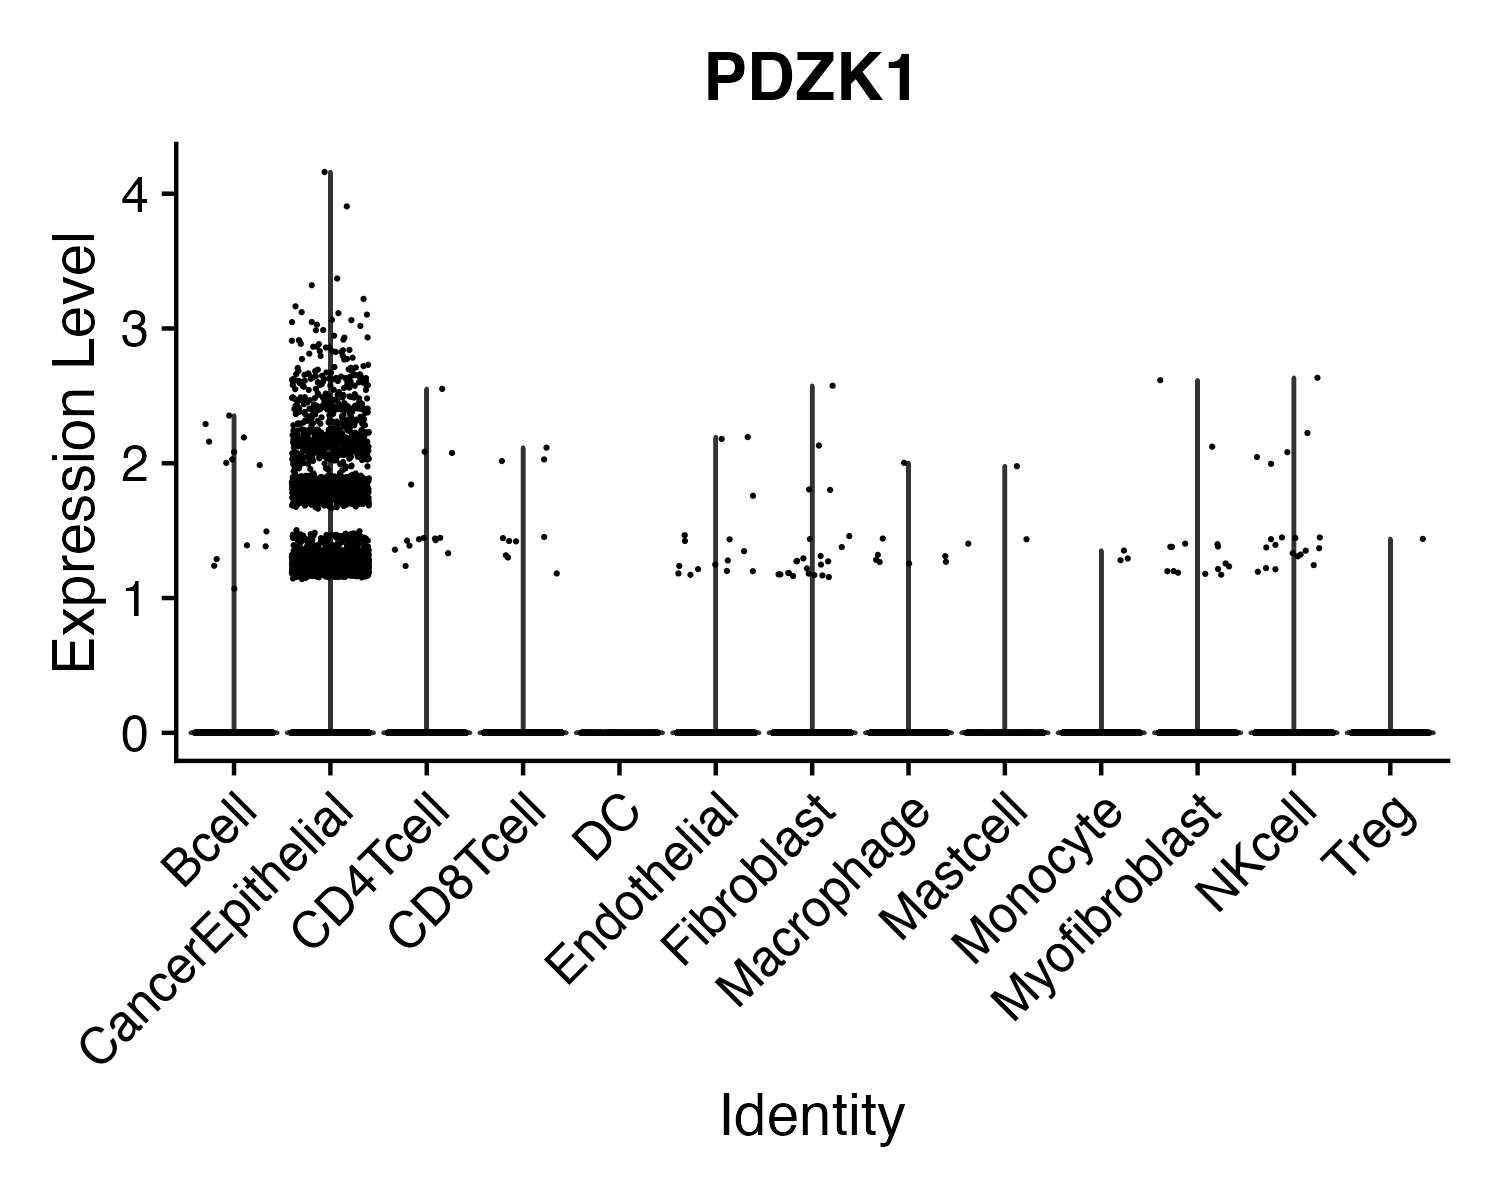 PDZK1
Expression Level
4
3
2
1
0
Bcell
CancerEpithelial
CD4Tcell
CD8Tcell
DC
Endothelial
Fibroblast
Macrophage
Mastcell
Monocyte
Myofibroblast
NKcell
Treg
Identity